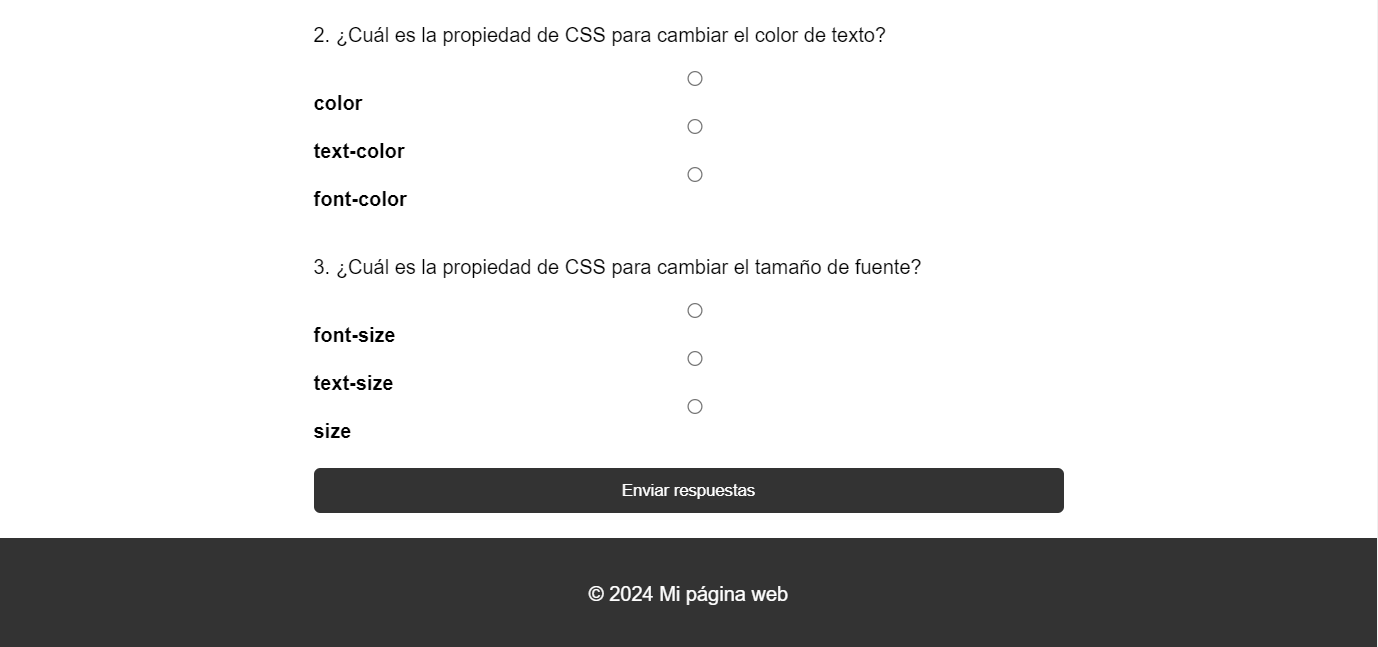 2. ¿Cuál es la propiedad de CSS para cambiar el color de texto?
color
text-color
font-color
3. ¿Cuál es la propiedad de CSS para cambiar el tamaño de fuente?
font-size
text-size
size
Enviar respuestas
© 2024 Mi página web